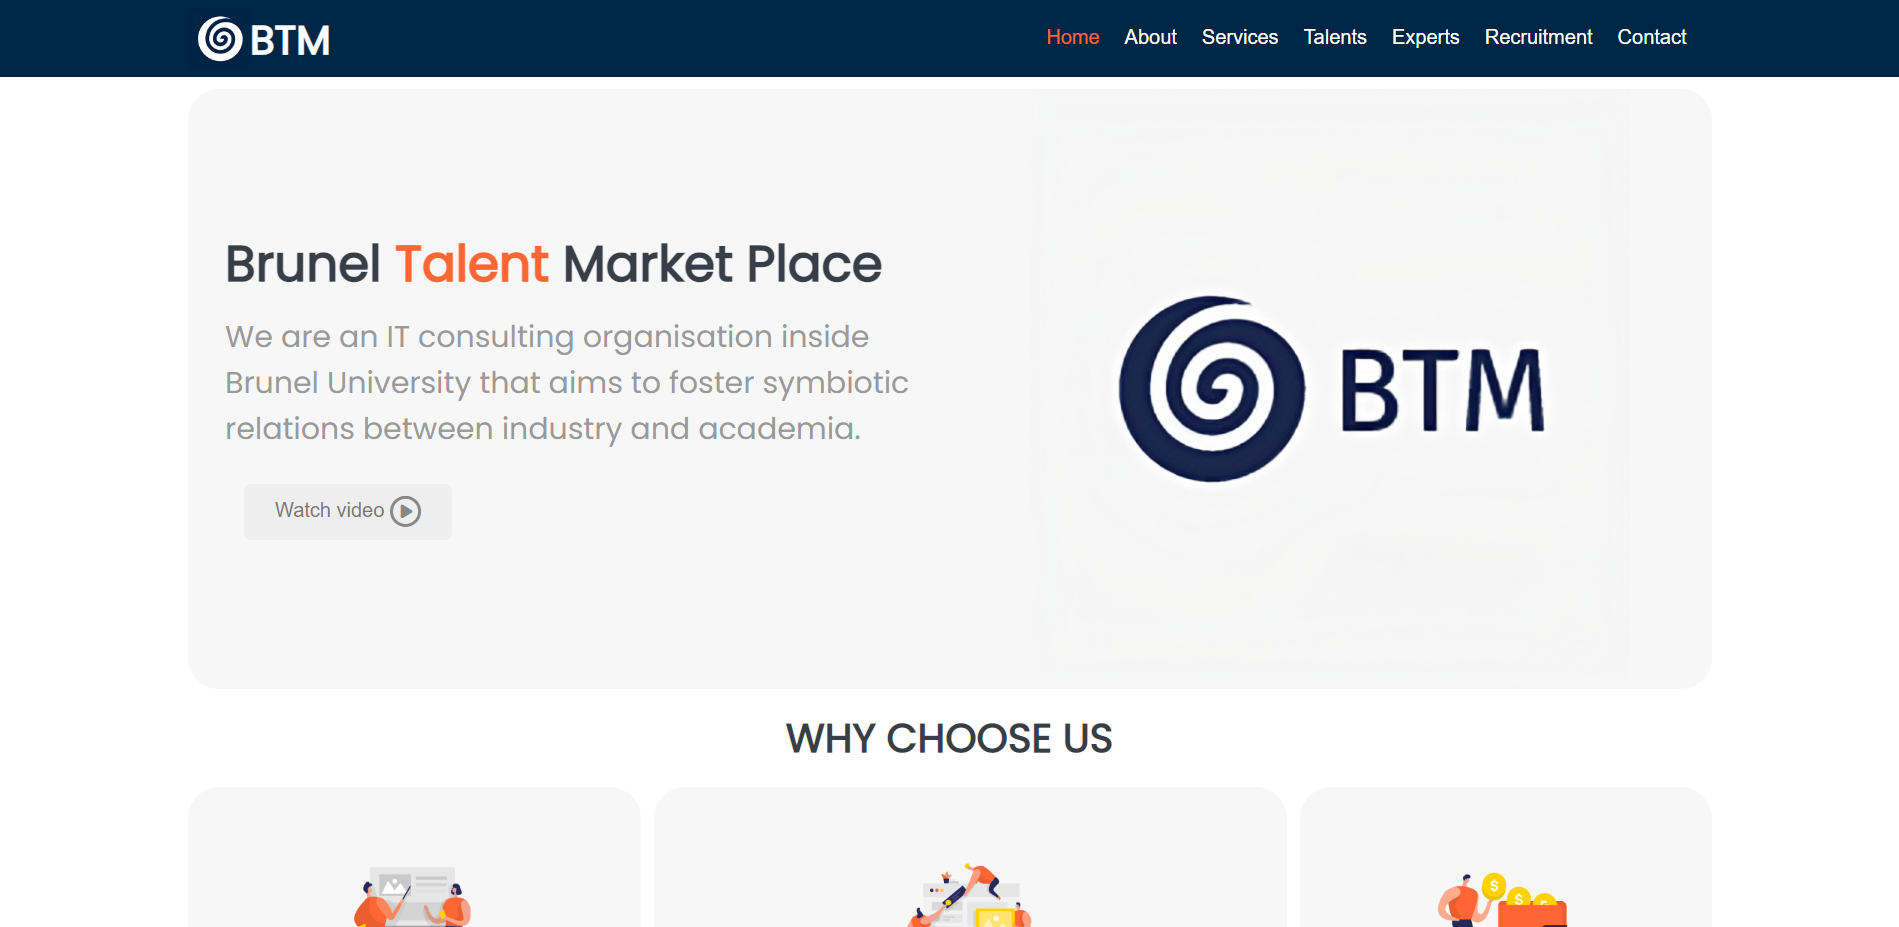 BTM
Home About Services Talents Experts Recruitment Contact
Brunel Talent Market Place
We are an IT consulting organisation inside
Brunel University that aims to foster symbiotic
relations between industry and academia.
Watch video
BTM
WHY CHOOSE US
$
$